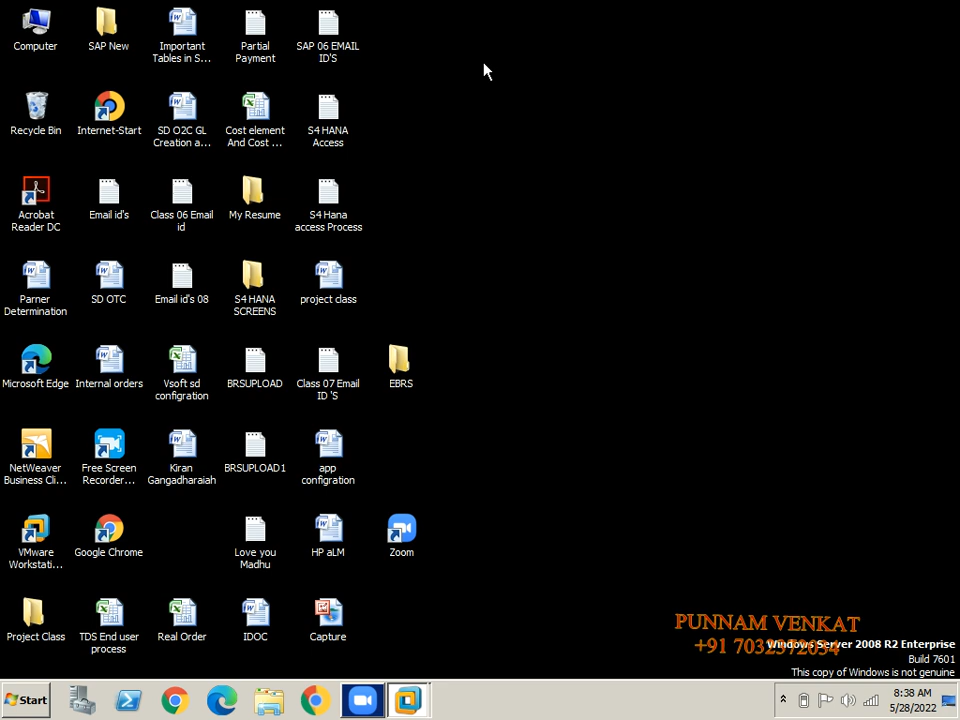 Computer
SAP New
Important
Tables in S...
Partial
Payment
SAP 06 EMAIL
ID'S
Recycle Bin
Internet-Start
SD O2C GL
Creation a...
Cost element
And Cost ...
S4 HANA
Access
Acrobat
Reader DC
Email id's
Class 06 Email
id
My Resume
S4 Hana
access Process
Parner
Determination
SD OTC
Email id's 08
S4 HANA
SCREENS
project class
Microsoft Edge
Internal orders
Vsoft sd
configration
BRSUPLOAD
Class 07 Email
ID 'S
EBRS
NetWeaver
Business Cli...
Free Screen
Recorder...
Kiran
Gangadharaiah
BRSUPLOAD1
app
configration
VMware
Workstati...
Google Chrome
Love you
Madhu
HP aLM
Zoom
Project Class
TDS End user
process
Real Order
IDOC
Capture
PUNNAM VENKAT
+91 7032372034
Windows Server 2008 R2 Enterprise
Build 7601
This copy of Windows is not genuine
Start
8:38 AM
5/28/2022